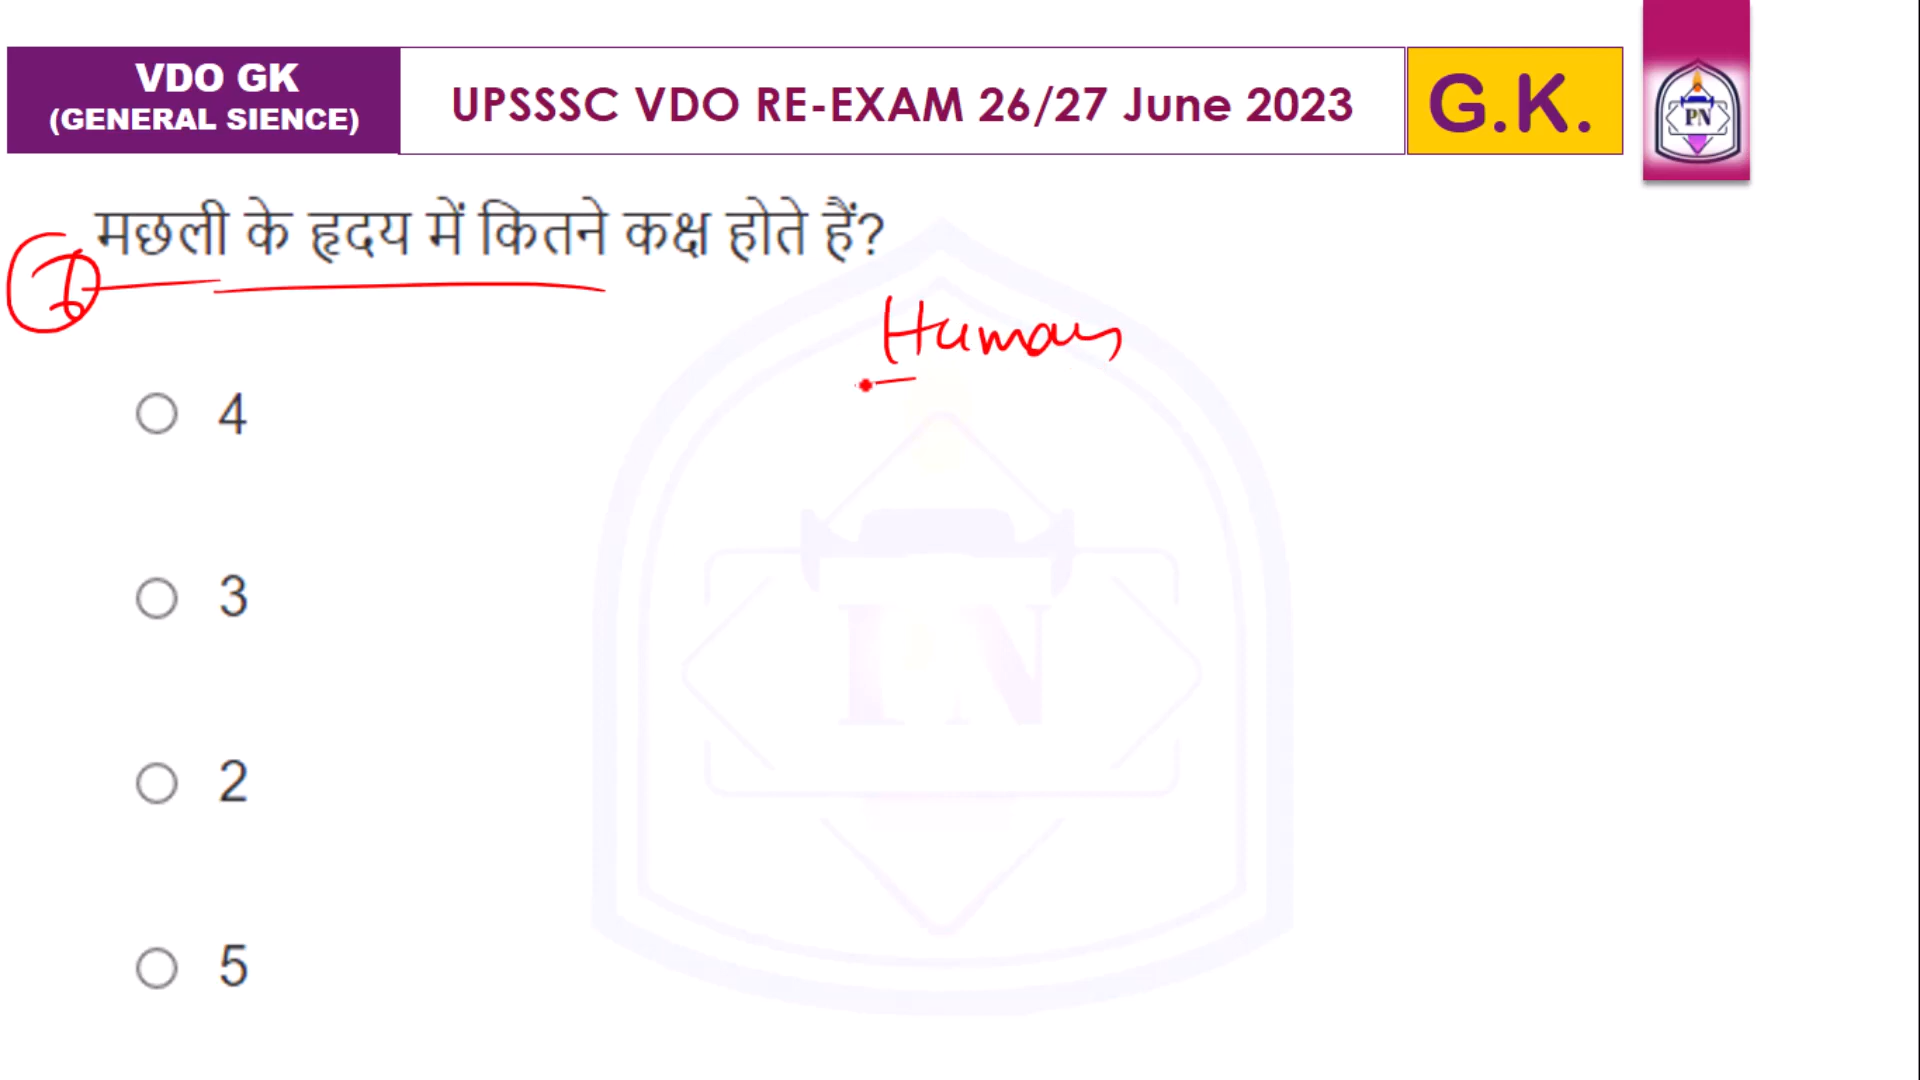 VDO GK
(GENERAL SIENCE)
UPSSSC VDO RE-EXAM 26/27 June 2023
G.K.
PN
मछली के हृदय में कितने कक्ष होते हैं?
Human
4
3
2
5
PN